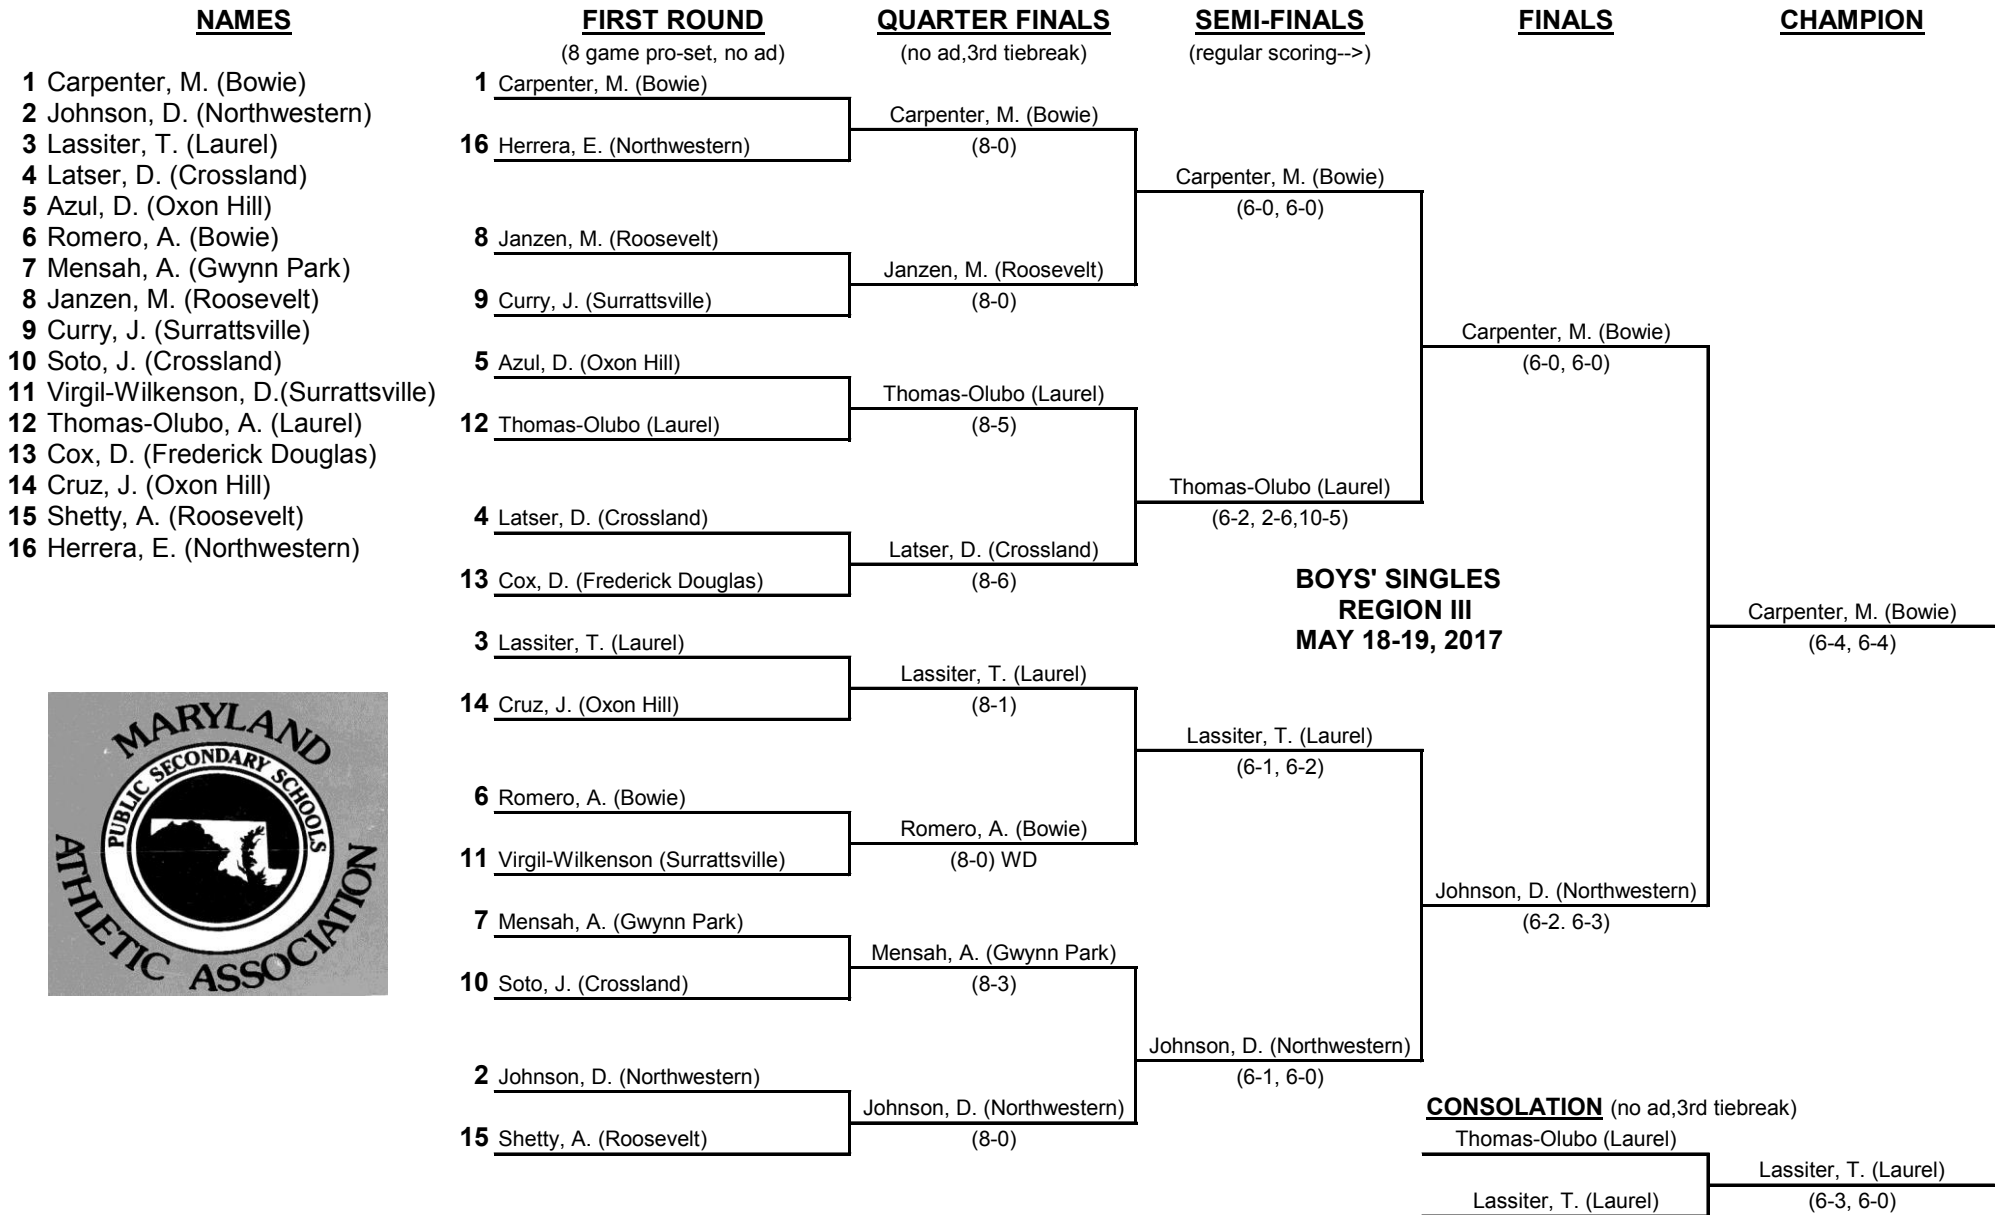 NAMES
FIRST ROUND
QUARTER FINALS
SEMI-FINALS
FINALS
CHAMPION
(8 game pro-set, no ad)
(no ad,3rd tiebreak)
(regular scoring-->)
1 Carpenter, M. (Bowie)
2 Johnson, D. (Northwestern)
3 Lassiter, T. (Laurel)
4 Latser, D. (Crossland)
5 Azul, D. (Oxon Hill)
6 Romero, A. (Bowie)
7 Mensah, A. (Gwynn Park)
8 Janzen, M. (Roosevelt)
9 Curry, J. (Surrattsville)
10 Soto, J. (Crossland)
11 Virgil-Wilkenson, D.(Surrattsville)
12 Thomas-Olubo, A. (Laurel)
13 Cox, D. (Frederick Douglas)
14 Cruz, J. (Oxon Hill)
15 Shetty, A. (Roosevelt)
16 Herrera, E. (Northwestern)
MARYLAND
PUBLIC SECONDARY SCHOOLS
ATHLETIC ASSOCIATION
1 Carpenter, M. (Bowie)
16 Herrera, E. (Northwestern)
8 Janzen, M. (Roosevelt)
9 Curry, J. (Surrattsville)
5 Azul, D. (Oxon Hill)
12 Thomas-Olubo (Laurel)
4 Latser, D. (Crossland)
13 Cox, D. (Frederick Douglas)
3 Lassiter, T. (Laurel)
14 Cruz, J. (Oxon Hill)
6 Romero, A. (Bowie)
11 Virgil-Wilkenson (Surrattsville)
7 Mensah, A. (Gwynn Park)
10 Soto, J. (Crossland)
2 Johnson, D. (Northwestern)
15 Shetty, A. (Roosevelt)
Carpenter, M. (Bowie)
(8-0)
Janzen, M. (Roosevelt)
(8-0)
Thomas-Olubo (Laurel)
(8-5)
Latser, D. (Crossland)
(8-6)
Lassiter, T. (Laurel)
(8-1)
Romero, A. (Bowie)
(8-0) WD
Mensah, A. (Gwynn Park)
(8-3)
Johnson, D. (Northwestern)
(8-0)
Carpenter, M. (Bowie)
(6-0, 6-0)
Thomas-Olubo (Laurel)
(6-2, 2-6,10-5)
Lassiter, T. (Laurel)
(6-1, 6-2)
Johnson, D. (Northwestern)
(6-1, 6-0)
BOYS' SINGLES
REGION III
MAY 18-19, 2017
Carpenter, M. (Bowie)
(6-0, 6-0)
Johnson, D. (Northwestern)
(6-2. 6-3)
Carpenter, M. (Bowie)
(6-4, 6-4)
CONSOLATION (no ad,3rd tiebreak)
Thomas-Olubo (Laurel)
Lassiter, T. (Laurel)
Lassiter, T. (Laurel)
(6-3, 6-0)